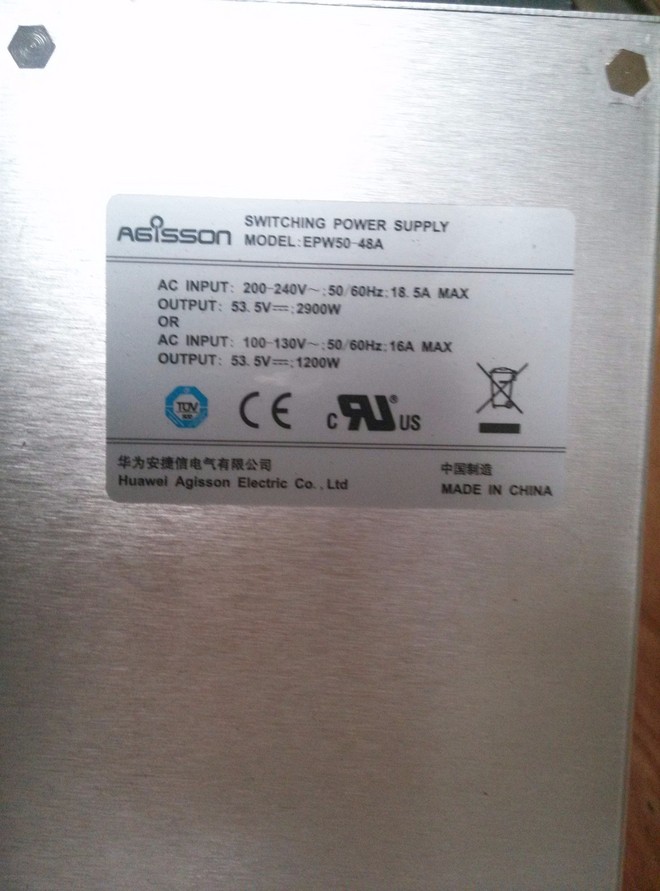 AGISSON
SWITCHING POWER SUPPLY
MODEL:EPW50-48A
AC INPUT: 200-240V～;50/60Hz;18.5A MAX
OUTPUT: 53.5V⎓;2900W
OR
AC INPUT: 100-130V～;50/60Hz;16A MAX
OUTPUT: 53.5V⎓;1200W
TÜV
CE
c RU ® US
华为安捷信电气有限公司
Huawei Agisson Electric Co.,Ltd
中国制造
MADE IN CHINA